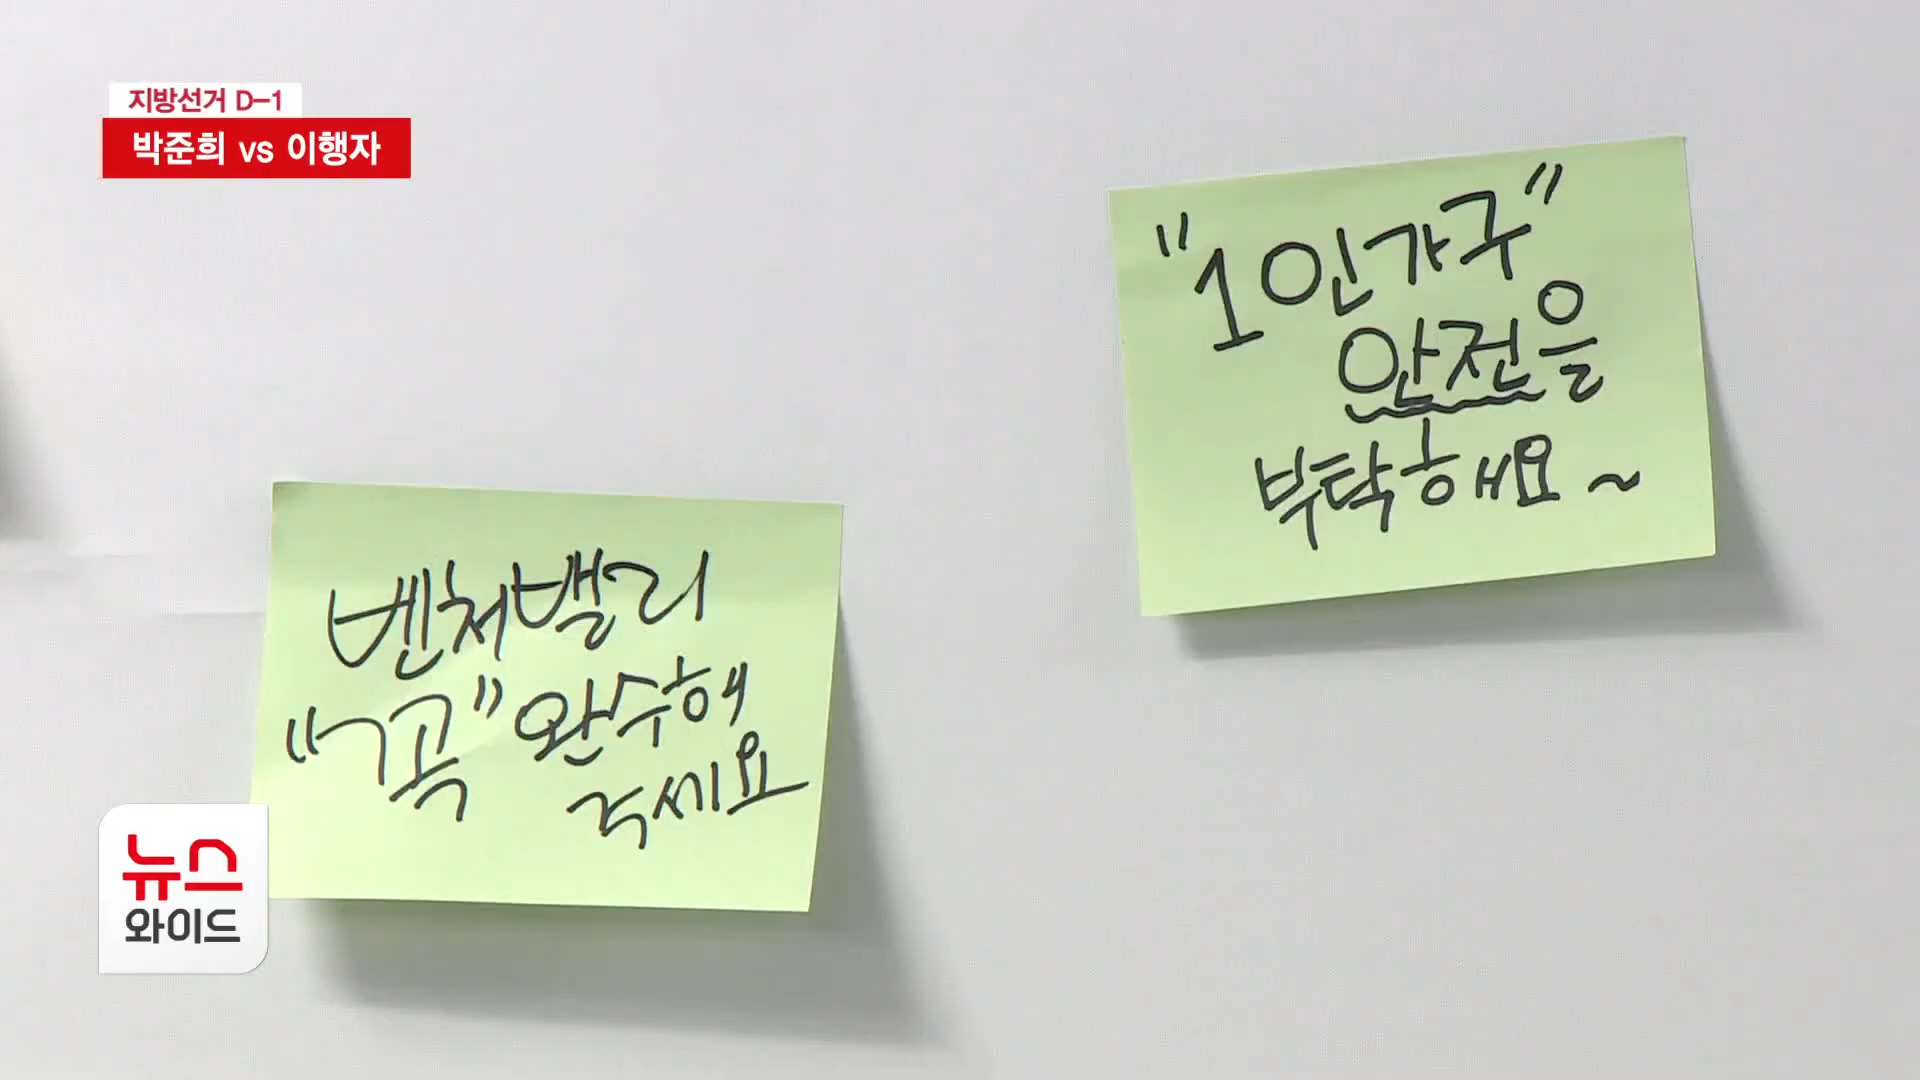 지방선거 D-1
박준희 vs 이행자
"1인가구"
안전을
부탁해요~
벤처밸리
"꼭" 완수해
주세요
뉴스
와이드